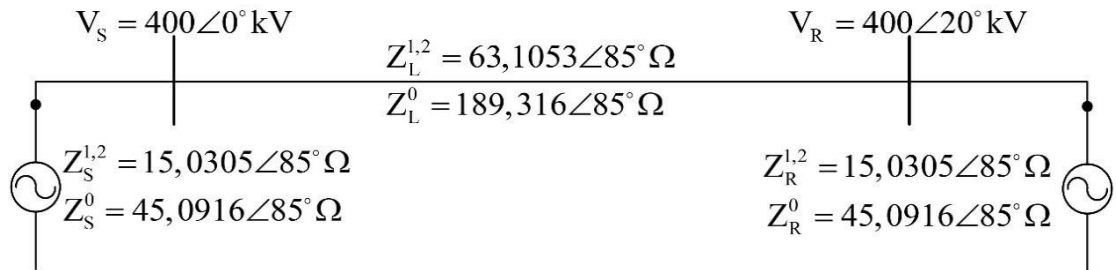 V_S = 400∠0° kV
V_R = 400∠20° kV
Z_L^{1,2} = 63,1053∠85° Ω
Z_L^0 = 189,316∠85° Ω
Z_S^{1,2} = 15,0305∠85° Ω
Z_S^0 = 45,0916∠85° Ω
Z_R^{1,2} = 15,0305∠85° Ω
Z_R^0 = 45,0916∠85° Ω